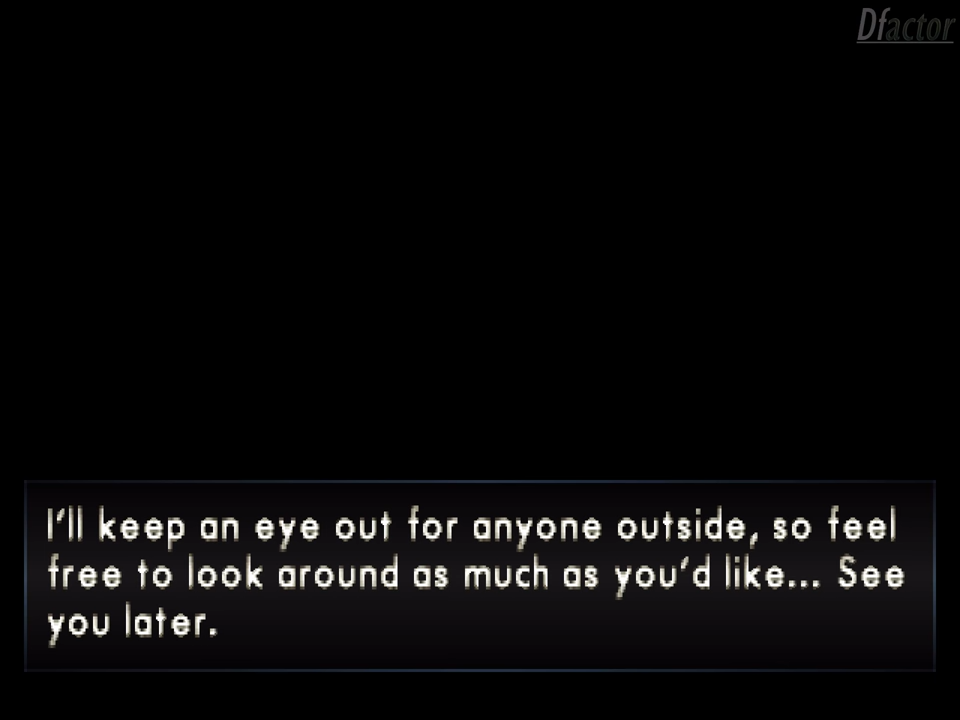 Dfactor
I'll keep an eye out for anyone outside, so feel
free to look around as much as you'd like... See
you later.